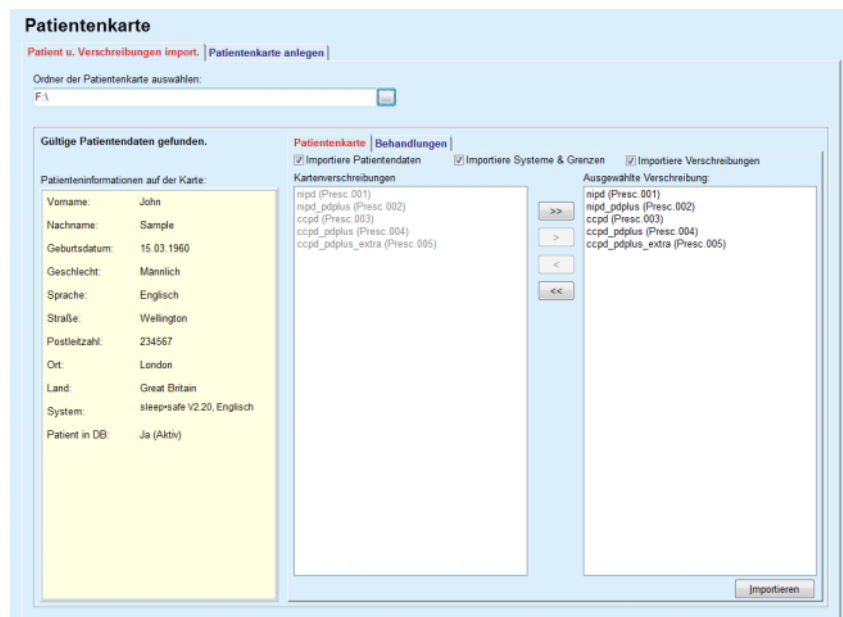 Patientenkarte
Patient u. Verschreibungen import. Patientenkarte anlegen
Ordner der Patientenkarte auswählen:
F:\ ...
Gültige Patientendaten gefunden.
Patienteninformationen auf der Karte:
Vorname: John
Nachname: Sample
Geburtsdatum: 15.03.1960
Geschlecht: Männlich
Sprache: Englisch
Straße: Wellington
Postleitzahl: 234567
Ort: London
Land: Great Britain
System: sleep•safe V2.20, Englisch
Patient in DB: Ja (Aktiv)
Patientenkarte Behandlungen
Importiere Patientendaten Importiere Systeme & Grenzen Importiere Verschreibungen
Kartenverschreibungen
nipd (Presc.001)
nipd_pdplus (Presc.002)
ccpd (Presc.003)
ccpd_pdplus (Presc.004)
ccpd_pdplus_extra (Presc.005)
>>
>
<
<<
Ausgewählte Verschreibung:
nipd (Presc.001)
nipd_pdplus (Presc.002)
ccpd (Presc.003)
ccpd_pdplus (Presc.004)
ccpd_pdplus_extra (Presc.005)
Importieren